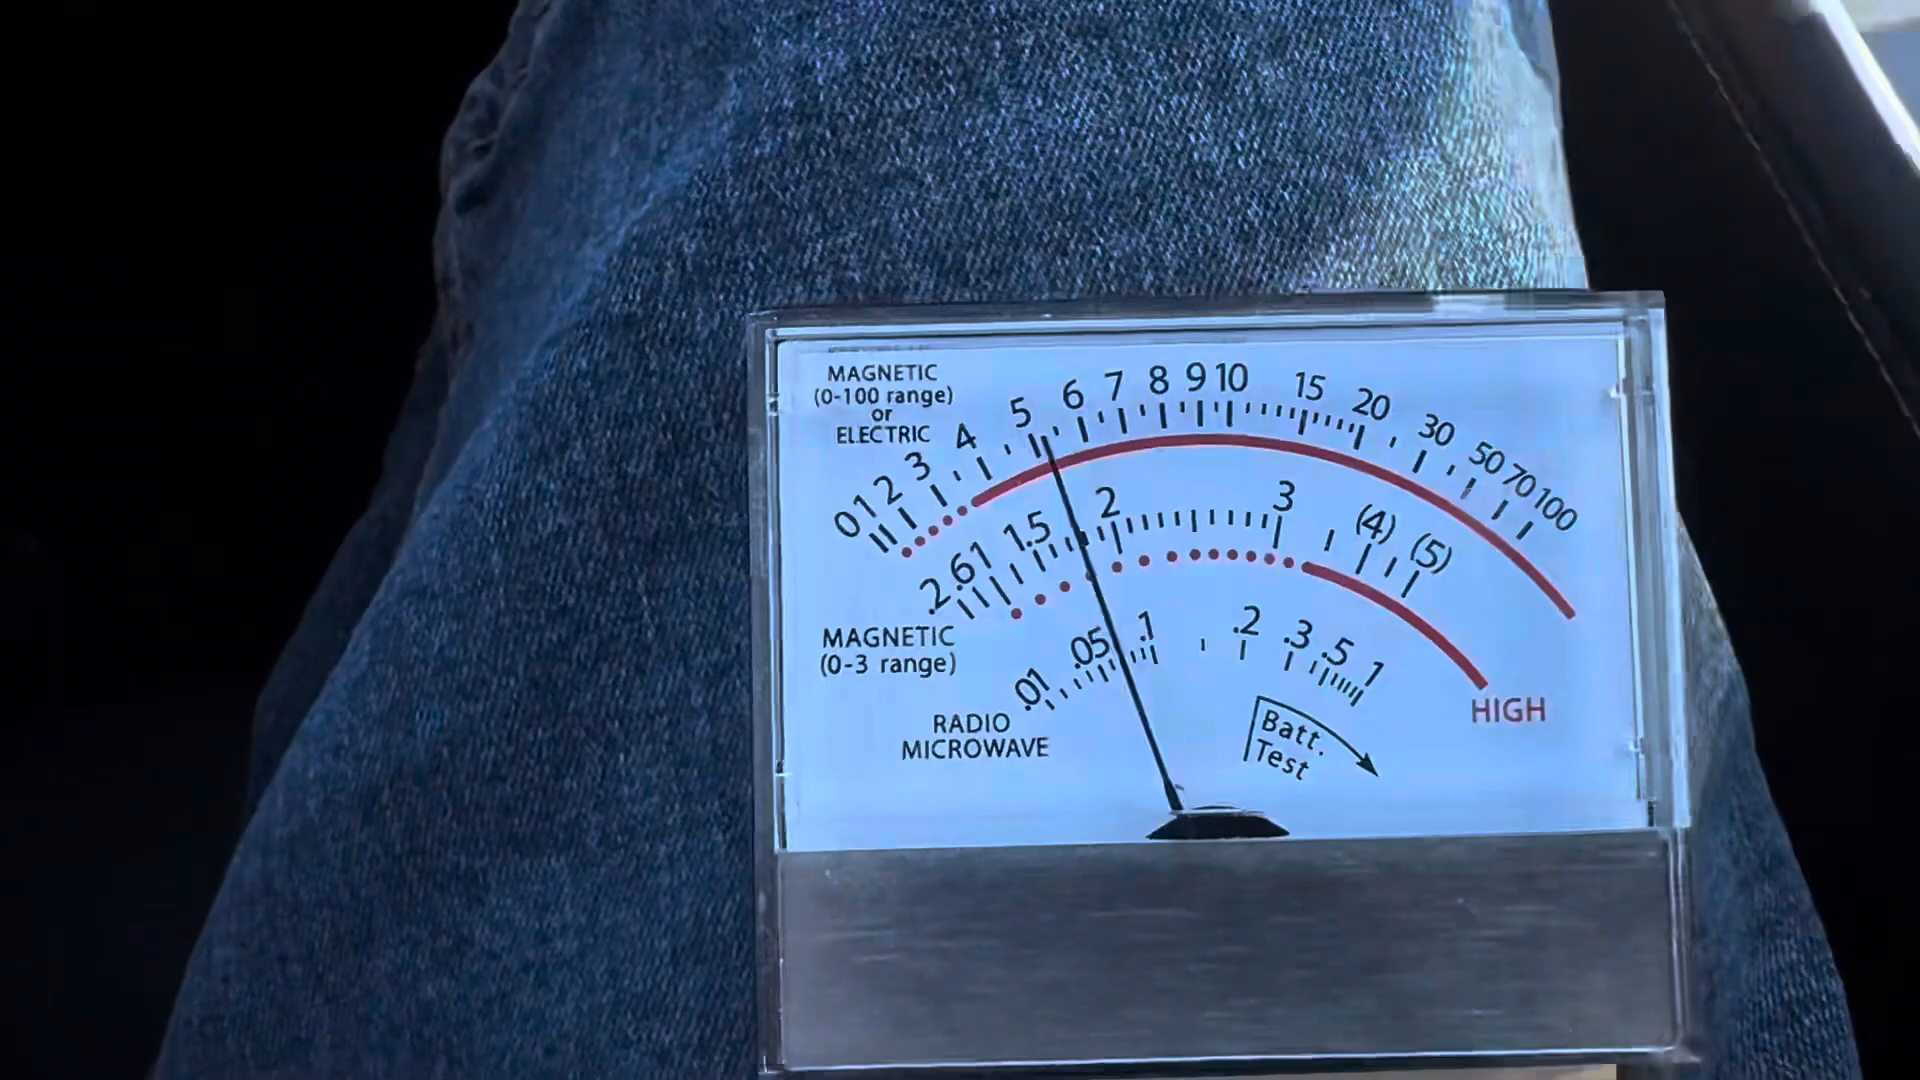 MAGNETIC
(0-100 range)
or
ELECTRIC
0 1 2 3 4 5 6 7 8 9 10 15 20 30 50 70 100
.2 .6 1 1.5 2 3 (4) (5)
MAGNETIC
(0-3 range)
.01 .05 .1 .2 .3 .5 1
RADIO
MICROWAVE
HIGH
Batt.
Test